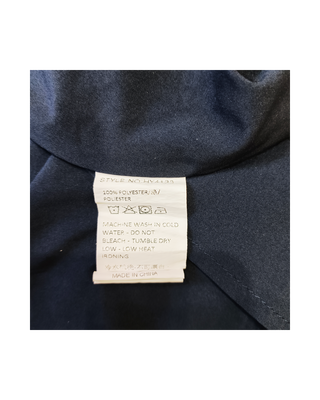 100% POLYESTER/
POLIESTER
MACHINE WASH IN COLD
WATER - DO NOT
BLEACH - TUMBLE DRY
LOW - LOW HEAT
IRONING
MADE IN CHINA